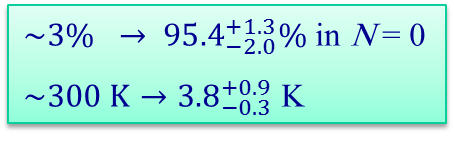 ~3% → 95.4^{+1.3}_{−2.0}% in N = 0
~300 K → 3.8^{+0.9}_{−0.3} K